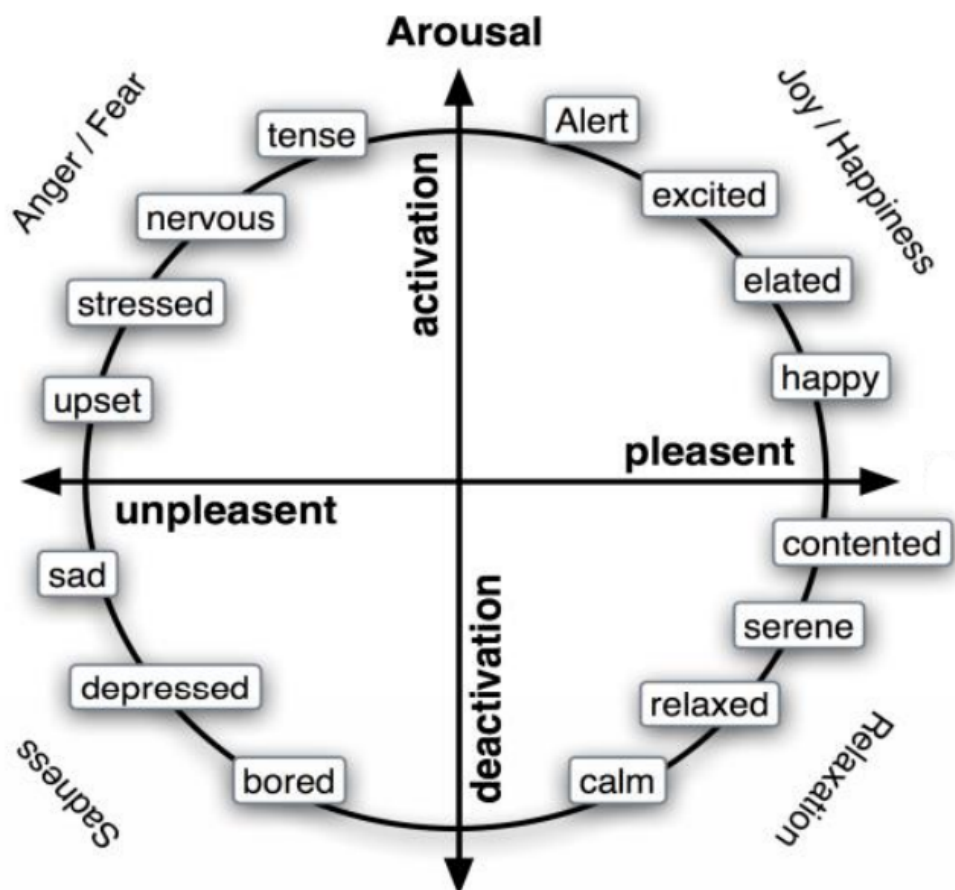 Arousal
Anger / Fear
Joy / Happiness
tense
Alert
activation
nervous
excited
stressed
elated
upset
happy
pleasent
unpleasent
contented
sad
serene
deactivation
depressed
relaxed
bored
calm
Sadness
Relaxation